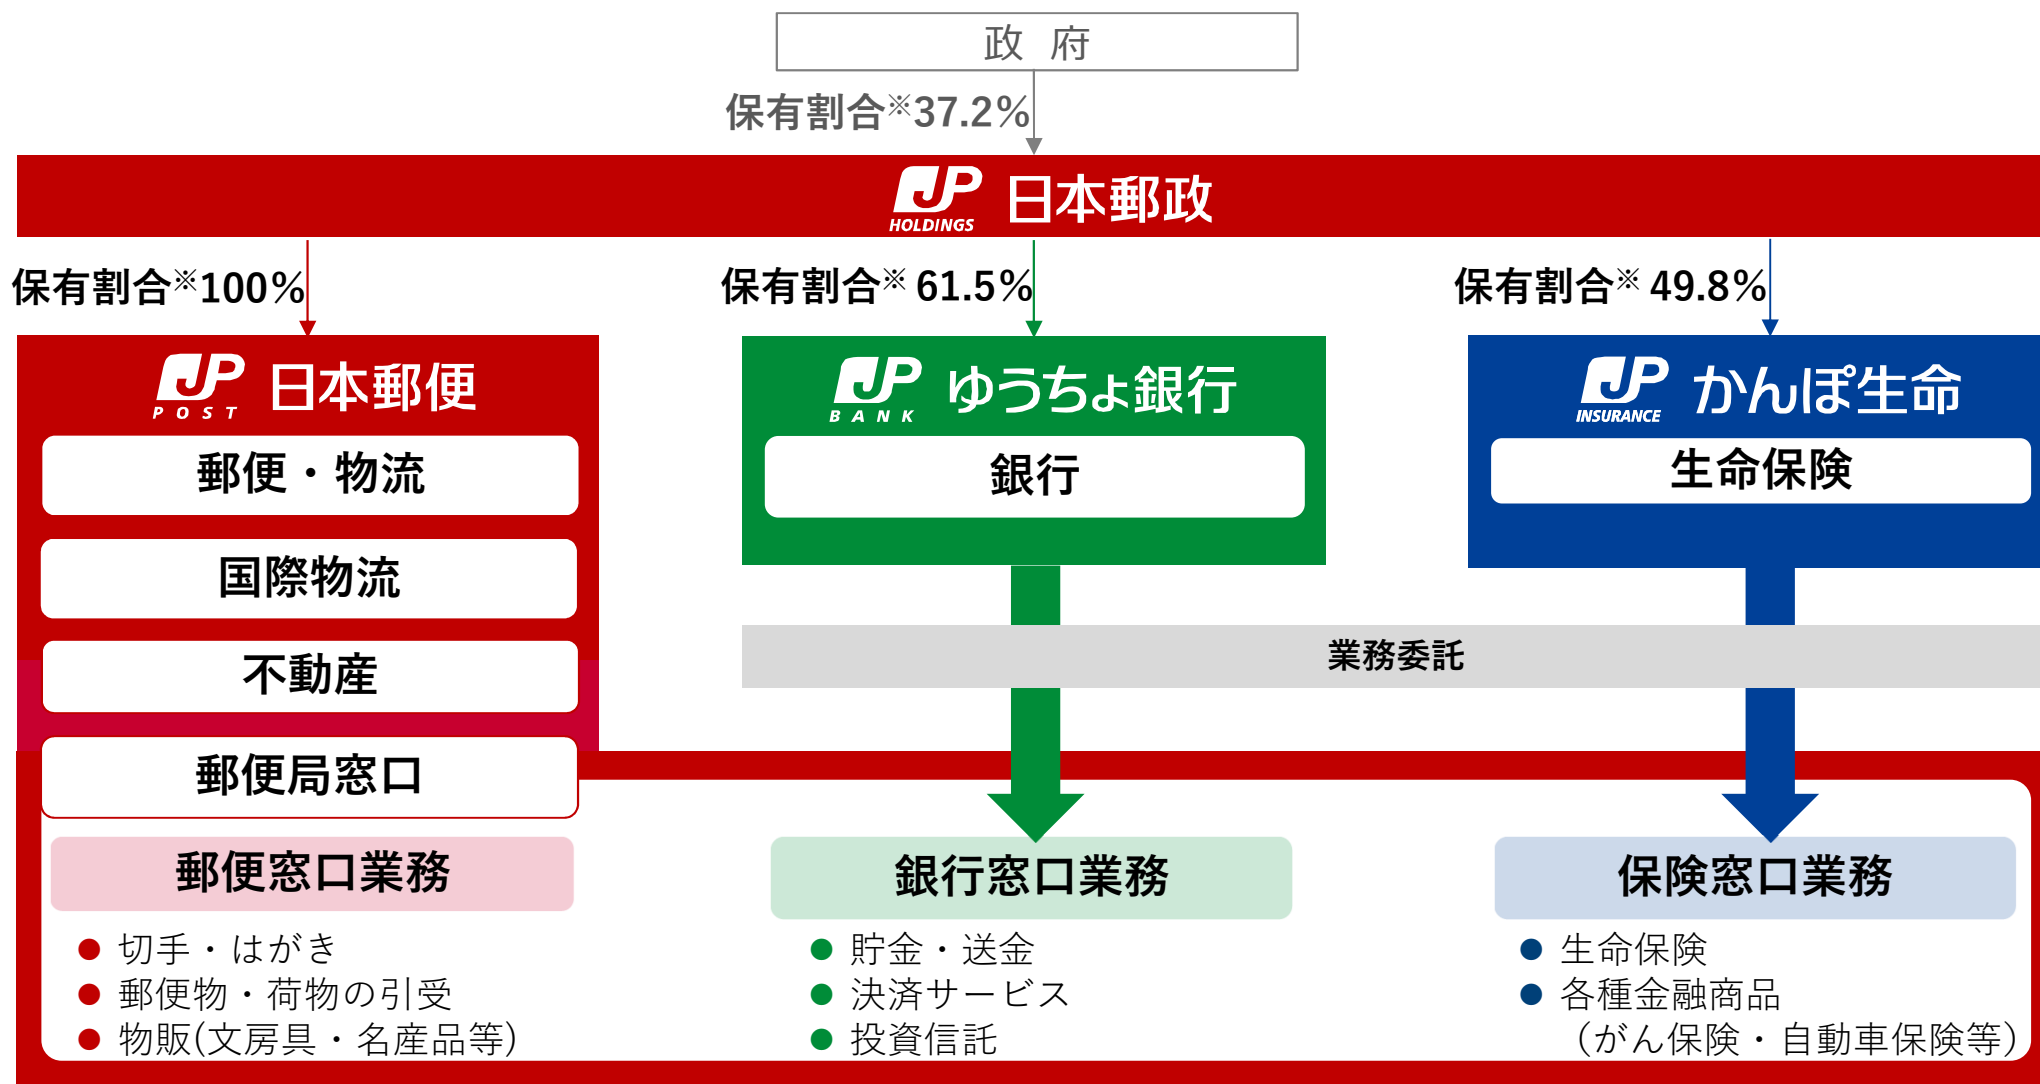 政 府
保有割合※37.2%
JP HOLDINGS 日本郵政
保有割合※100%
保有割合※ 61.5%
保有割合※ 49.8%
JP POST 日本郵便
郵便・物流
国際物流
不動産
郵便局窓口
JP BANK ゆうちょ銀行
銀行
JP INSURANCE かんぽ生命
生命保険
業務委託
郵便窓口業務
切手・はがき
郵便物・荷物の引受
物販(文房具・名産品等)
銀行窓口業務
貯金・送金
決済サービス
投資信託
保険窓口業務
生命保険
各種金融商品
（がん保険・自動車保険等）